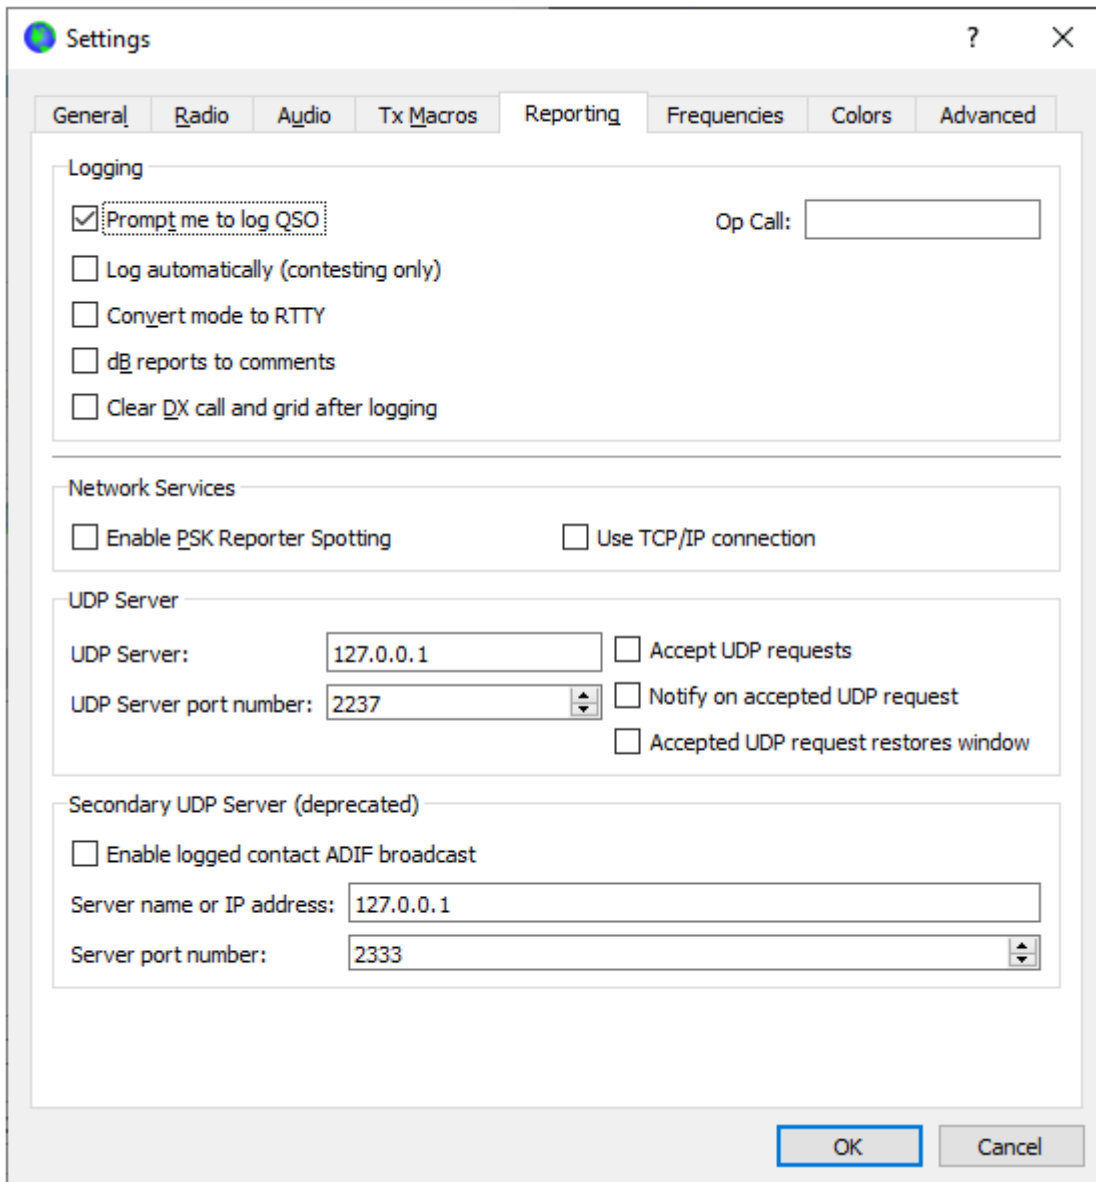 Settings
?
General Radio Audio Tx Macros Reporting Frequencies Colors Advanced
Logging
Prompt me to log QSO Op Call:
Log automatically (contesting only)
Convert mode to RTTY
dB reports to comments
Clear DX call and grid after logging
Network Services
Enable PSK Reporter Spotting Use TCP/IP connection
UDP Server
UDP Server: 127.0.0.1 Accept UDP requests
UDP Server port number: 2237 Notify on accepted UDP request
Accepted UDP request restores window
Secondary UDP Server (deprecated)
Enable logged contact ADIF broadcast
Server name or IP address: 127.0.0.1
Server port number: 2333
OK Cancel